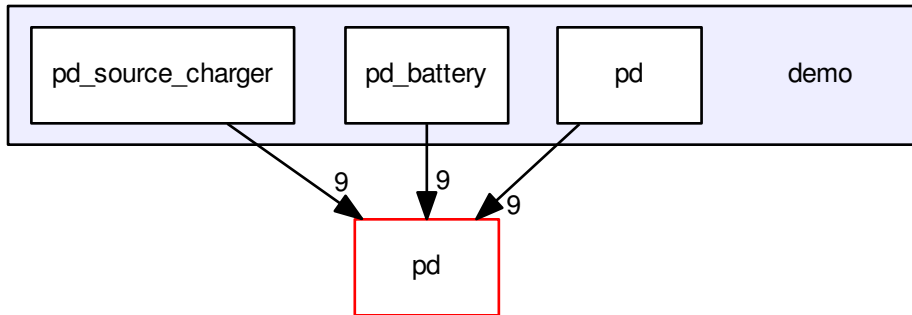 pd_source_charger
pd_battery
pd
demo
9
9
9
pd